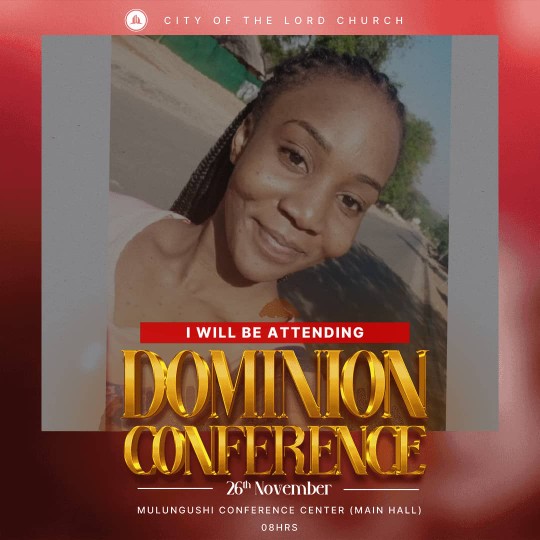 CITY OF THE LORD CHURCH
I WILL BE ATTENDING
DOMINION
CONFERENCE
26th November
MULUNGUSHI CONFERENCE CENTER (MAIN HALL)
08HRS